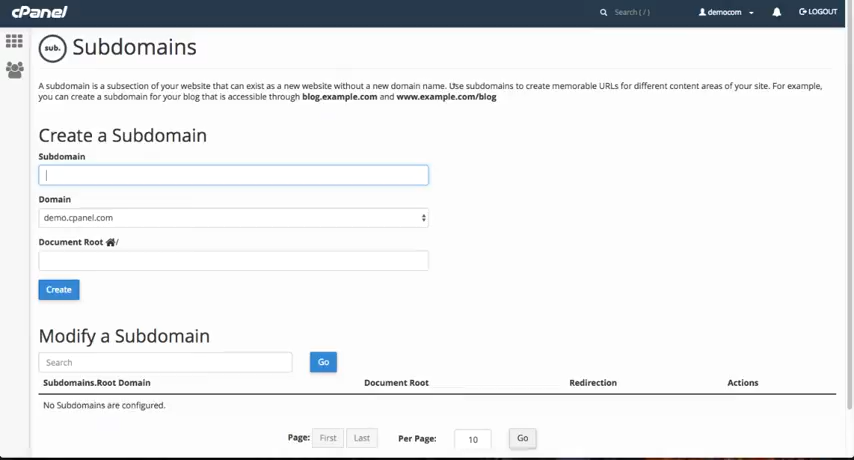 cPanel Search ( / ) democom LOGOUT
sub. Subdomains
A subdomain is a subsection of your website that can exist as a new website without a new domain name. Use subdomains to create memorable URLs for different content areas of your site. For example,
you can create a subdomain for your blog that is accessible through blog.example.com and www.example.com/blog
Create a Subdomain
Subdomain
Domain
demo.cpanel.com
Document Root /
Create
Modify a Subdomain
Search Go
Subdomains.Root Domain Document Root Redirection Actions
No Subdomains are configured.
Page: First Last Per Page: 10 Go